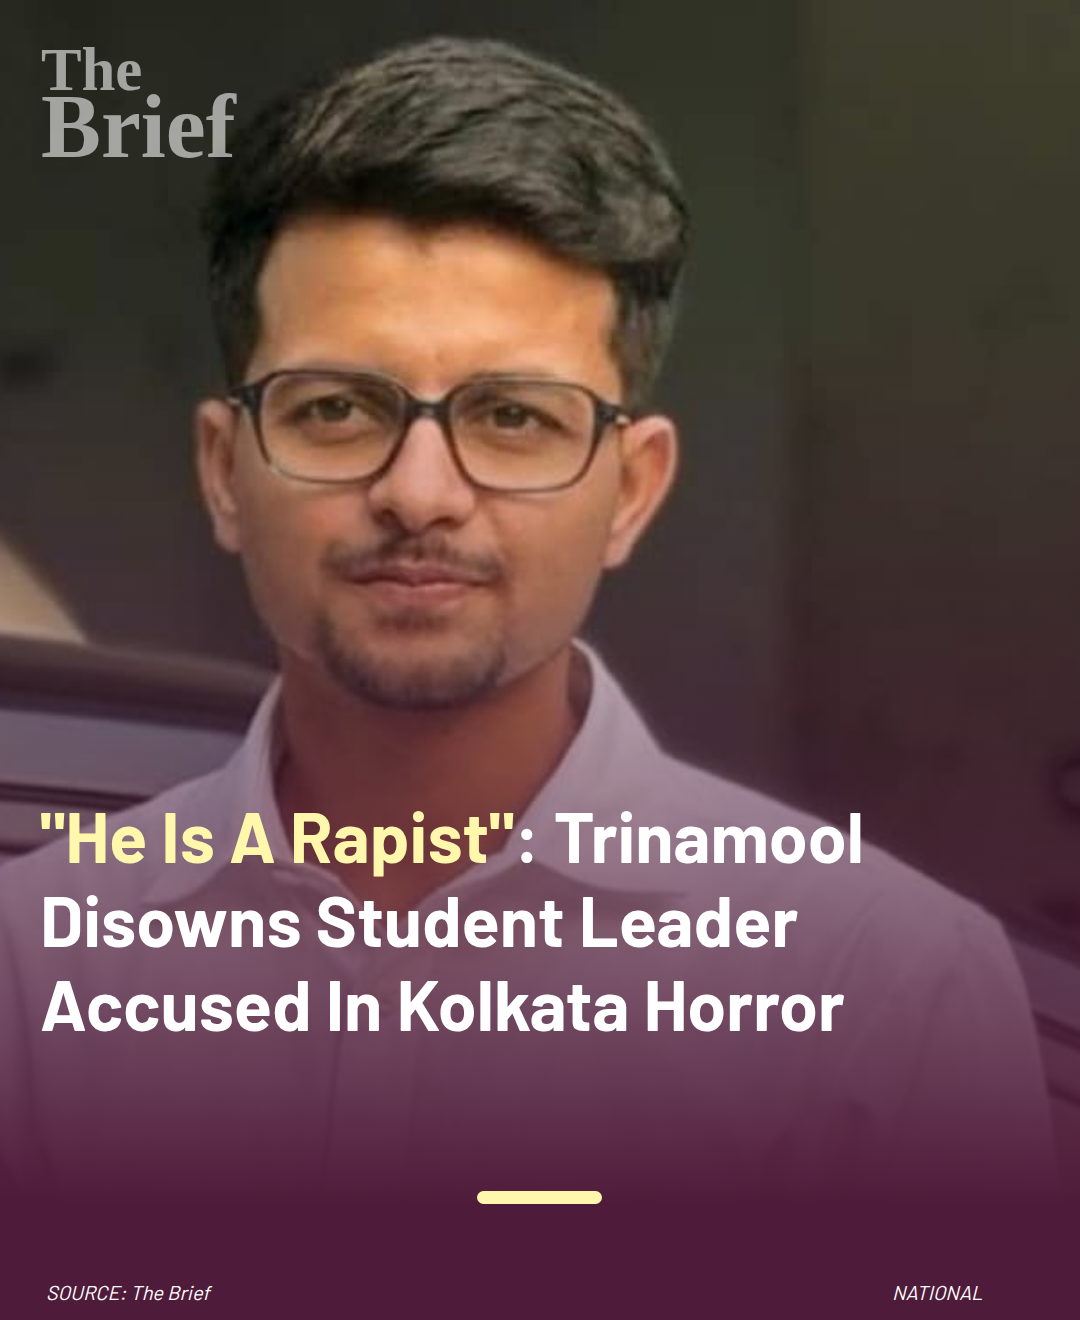 The
Brief
"He Is A Rapist": Trinamool
Disowns Student Leader
Accused In Kolkata Horror
SOURCE: The Brief
NATIONAL